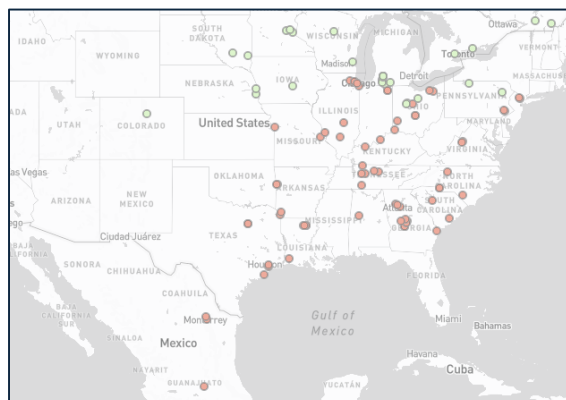 Ottawa
MICHIGAN
WISCONSIN
SOUTH
DAKOTA
VERMONT
IDAHO
Toronto
WYOMING
Madison
MASSACHUSE
Detroit
IOWA
Chicago
NEBRASKA
PENNSYLVANIA
OHIO
ILLINOIS
United States
MARYLAND
UTAH
COLORADO
MISSOURI
VIRGINIA
KENTUCKY
as Vegas
TENNESSEE
OKLAHOMA
NORTH
CAROLINA
ARKANSAS
ARIZONA
NEW
MEXICO
SOUTH
CAROLINA
Atlanta
MISSISSIPPI
GEORGIA
TEXAS
Ciudad Juárez
LOUISIANA
SONORA
Houston
CHIHUAHUA
FLORIDA
COAHUILA
BAJA
CALIFORNIA
SUR
Gulf of
Mexico
Monterrey
Miami
Bahamas
SINALOA
Mexico
Havana
Cuba
NAYARIT
GUANAJUATO
YUCATÁN